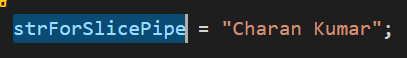 strForSlicePipe = "Charan Kumar";